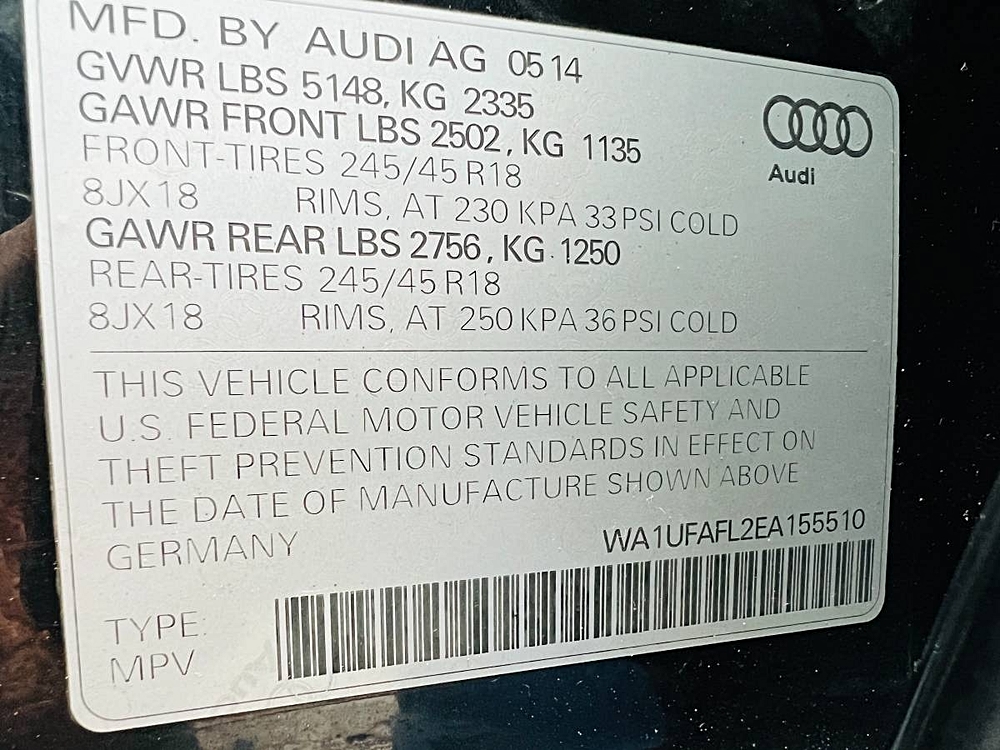 MFD. BY AUDI AG 0514
GVWR LBS 5148, KG 2335
GAWR FRONT LBS 2502, KG 1135
FRONT-TIRES 245/45 R18
8JX18 RIMS, AT 230 KPA 33 PSI COLD
GAWR REAR LBS 2756, KG 1250
REAR-TIRES 245/45 R18
8JX18 RIMS, AT 250 KPA 36 PSI COLD
Audi
THIS VEHICLE CONFORMS TO ALL APPLICABLE
U.S. FEDERAL MOTOR VEHICLE SAFETY AND
THEFT PREVENTION STANDARDS IN EFFECT ON
THE DATE OF MANUFACTURE SHOWN ABOVE
GERMANY WA1UFAFL2EA155510
TYPE:
MPV